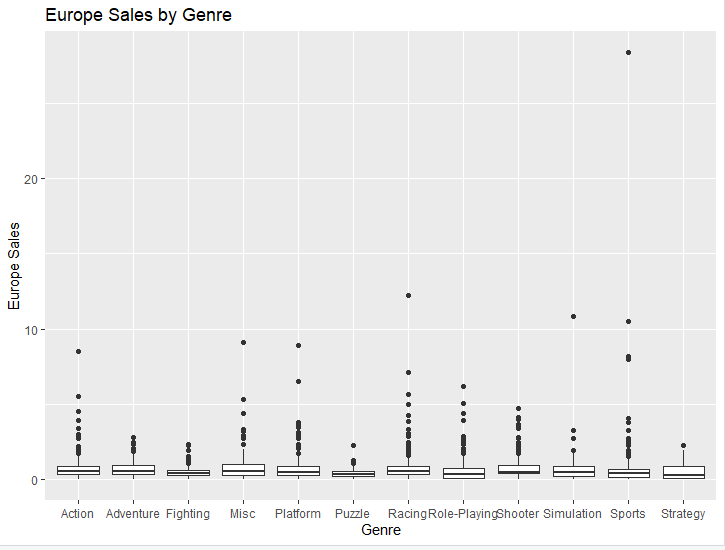 Europe Sales by Genre
20
10
0
Europe Sales
Action Adventure Fighting Misc Platform Puzzle Racing Role-Playing Shooter Simulation Sports Strategy
Genre